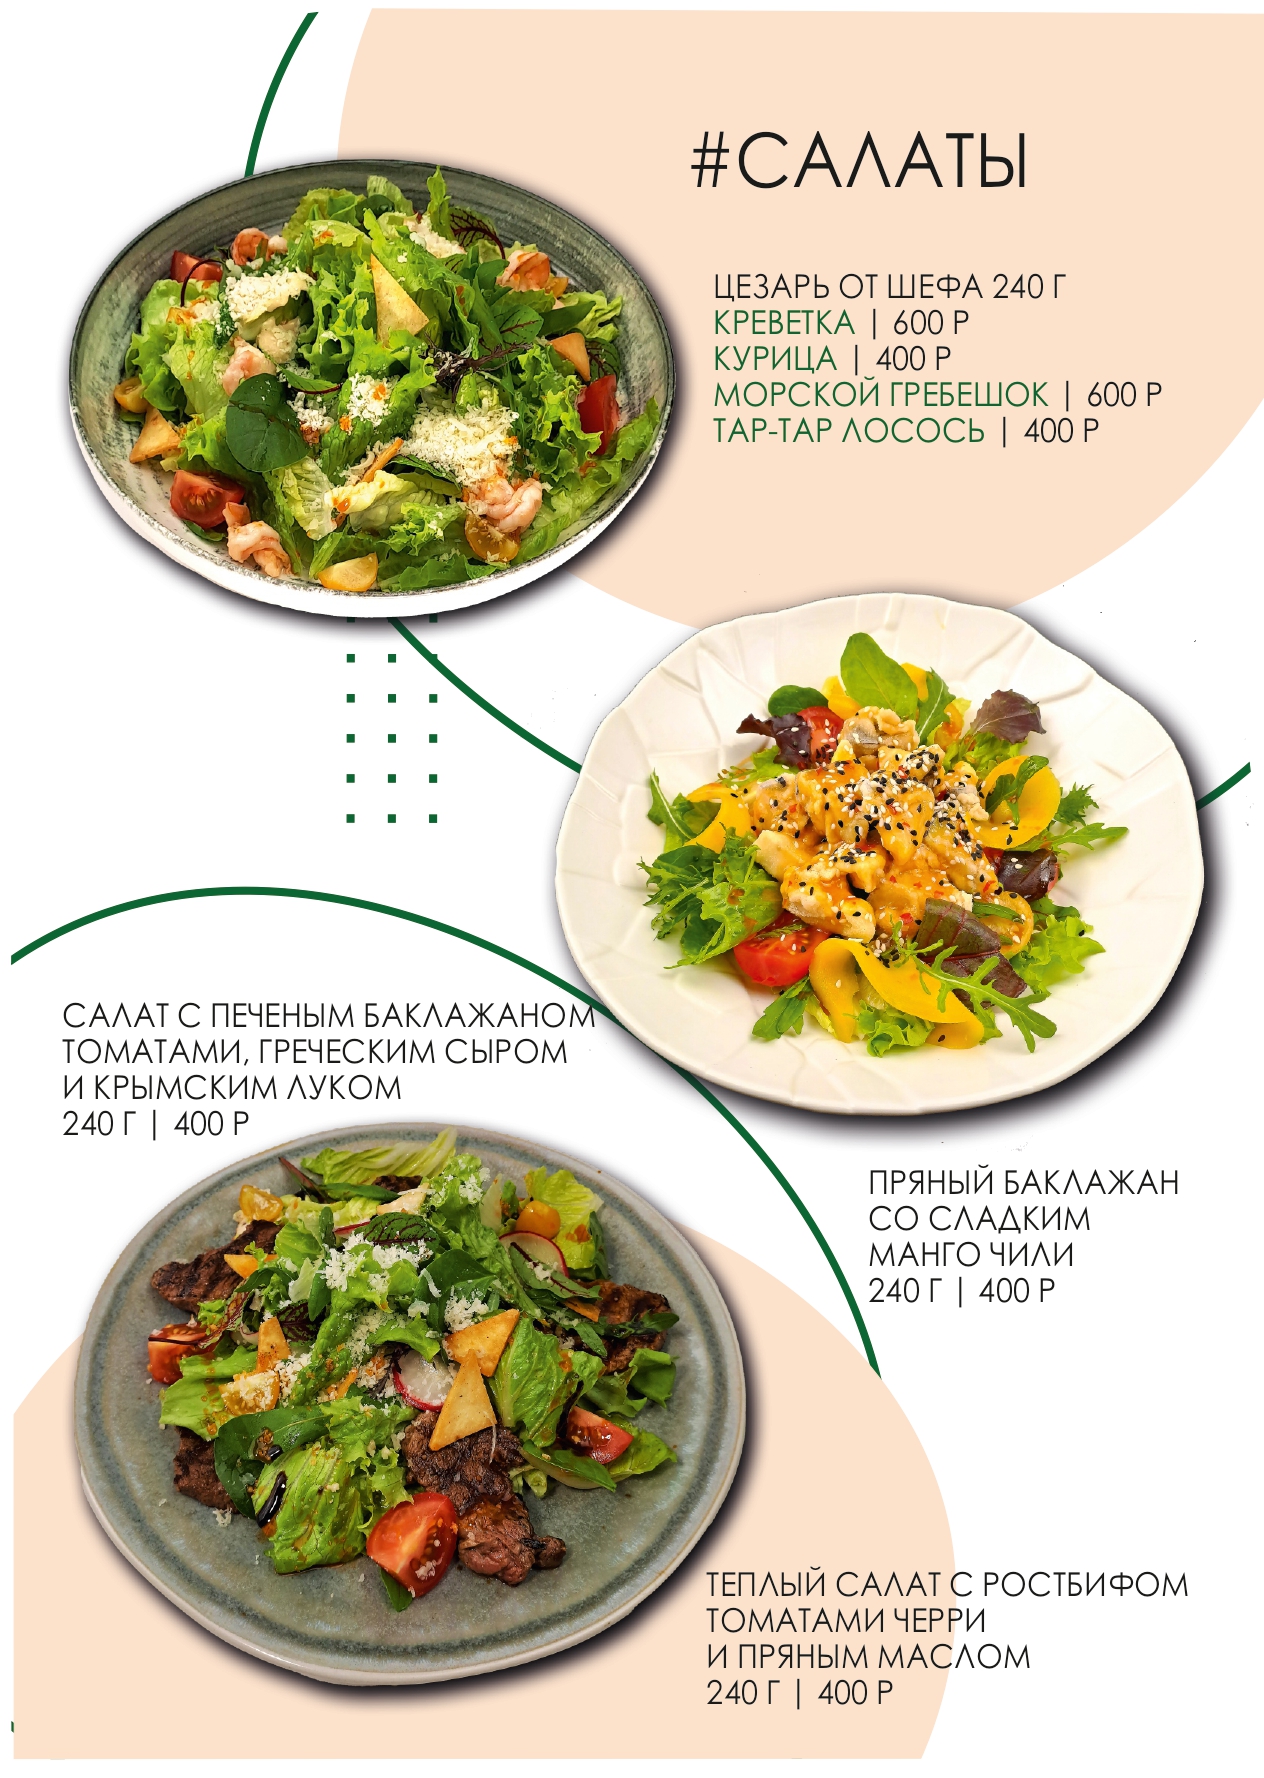 #САЛАТЫ
ЦЕЗАРЬ ОТ ШЕФА 240 Г
КРЕВЕТКА | 600 Р
КУРИЦА | 400 Р
МОРСКОЙ ГРЕБЕШОК | 600 Р
ТАР-ТАР ЛОСОСЬ | 400 Р
САЛАТ С ПЕЧЕНЫМ БАКЛАЖАНОМ
ТОМАТАМИ, ГРЕЧЕСКИМ СЫРОМ
И КРЫМСКИМ ЛУКОМ
240 Г | 400 Р
ПРЯНЫЙ БАКЛАЖАН
СО СЛАДКИМ
МАНГО ЧИЛИ
240 Г | 400 Р
ТЕПЛЫЙ САЛАТ С РОСТБИФОМ
ТОМАТАМИ ЧЕРРИ
И ПРЯНЫМ МАСЛОМ
240 Г | 400 Р